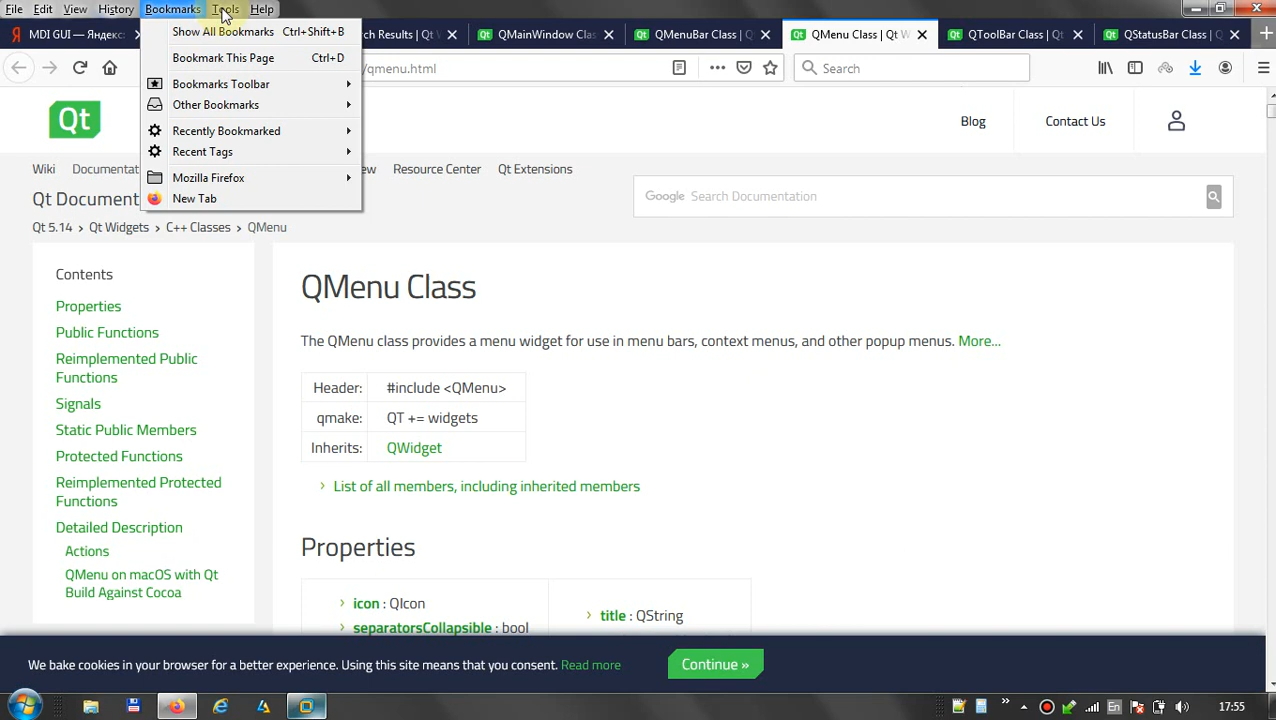 File Edit View History Bookmarks Tools Help
MDI GUI — Яндекс
rch Results | Qt
QMainWindow Clas
QMenuBar Class | Q
QMenu Class | Qt W
QToolBar Class | Qt
QStatusBar Class |
Show All Bookmarks Ctrl+Shift+B
Bookmark This Page Ctrl+D
Bookmarks Toolbar
Other Bookmarks
Recently Bookmarked
Recent Tags
Mozilla Firefox
New Tab
/qmenu.html
Search
Qt
Blog
Contact Us
Wiki Documentat ew Resource Center Qt Extensions
Qt Document
Google Search Documentation
Qt 5.14 › Qt Widgets › C++ Classes › QMenu
Contents
Properties
Public Functions
Reimplemented Public
Functions
Signals
Static Public Members
Protected Functions
Reimplemented Protected
Functions
Detailed Description
Actions
QMenu on macOS with Qt
Build Against Cocoa
QMenu Class
The QMenu class provides a menu widget for use in menu bars, context menus, and other popup menus. More...
Header: #include <QMenu>
qmake: QT += widgets
Inherits: QWidget
› List of all members, including inherited members
Properties
› icon : QIcon
› separatorsCollapsible : bool
› title : QString
We bake cookies in your browser for a better experience. Using this site means that you consent. Read more
Continue »
En
17:55